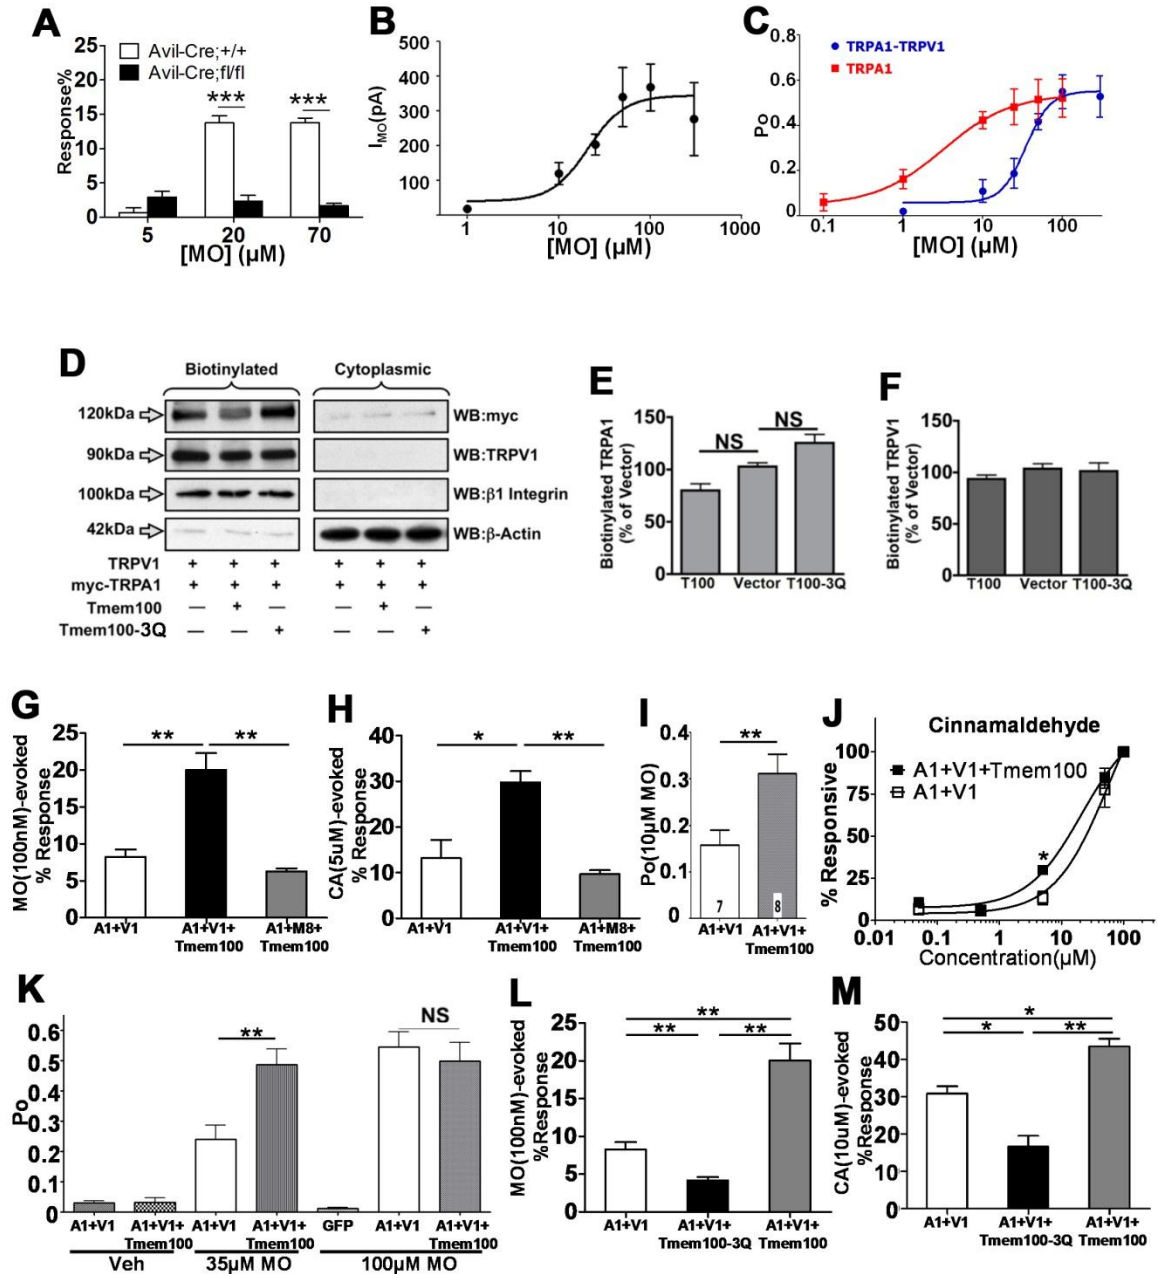 A
25
20
15
10
5
0
Response%
Avil-Cre;+/+
Avil-Cre;fl/fl
***
***
5
20
70
[MO] (µM)
B
500
400
300
200
100
I_MO(pA)
1
10
100
1000
[MO] (µM)
C
0.8
0.6
0.4
0.2
0
Po
TRPA1-TRPV1
TRPA1
0.1
1
10
100
[MO] (µM)
D
Biotinylated
Cytoplasmic
120kDa
WB:myc
90kDa
WB:TRPV1
100kDa
WB:β1 Integrin
42kDa
WB:β-Actin
TRPV1 + + + + + +
myc-TRPA1 + + + + + +
Tmem100 — + — — + —
Tmem100-3Q — — + — — +
E
150
100
50
0
Biotinylated TRPA1
(% of Vector)
NS
NS
T100
Vector
T100-3Q
F
150
100
50
0
Biotinylated TRPV1
(% of Vector)
T100
Vector
T100-3Q
G
25
20
15
10
5
0
MO(100nM)-evoked
% Response
**
**
A1+V1
A1+V1+
Tmem100
A1+M8+
Tmem100
H
40
30
20
10
0
CA(5uM)-evoked
% Response
*
**
A1+V1
A1+V1+
Tmem100
A1+M8+
Tmem100
I
0.4
0.3
0.2
0.1
0
Po(10µM MO)
**
7
8
A1+V1
A1+V1+
Tmem100
J
Cinnamaldehyde
100
75
50
25
0
% Responsive
A1+V1+Tmem100
A1+V1
*
0.01
0.1
1
10
100
Concentration(µM)
K
0.6
0.5
0.4
0.3
0.2
0.1
0
Po
**
NS
A1+V1
A1+V1+
Tmem100
A1+V1
A1+V1+
Tmem100
GFP
A1+V1
A1+V1+
Tmem100
Veh
35µM MO
100µM MO
L
25
20
15
10
5
0
MO(100nM)-evoked
%Response
**
**
**
A1+V1
A1+V1+
Tmem100-3Q
A1+V1+
Tmem100
M
50
40
30
20
10
0
CA(10uM)-evoked
%Response
*
*
**
A1+V1
A1+V1+
Tmem100-3Q
A1+V1+
Tmem100